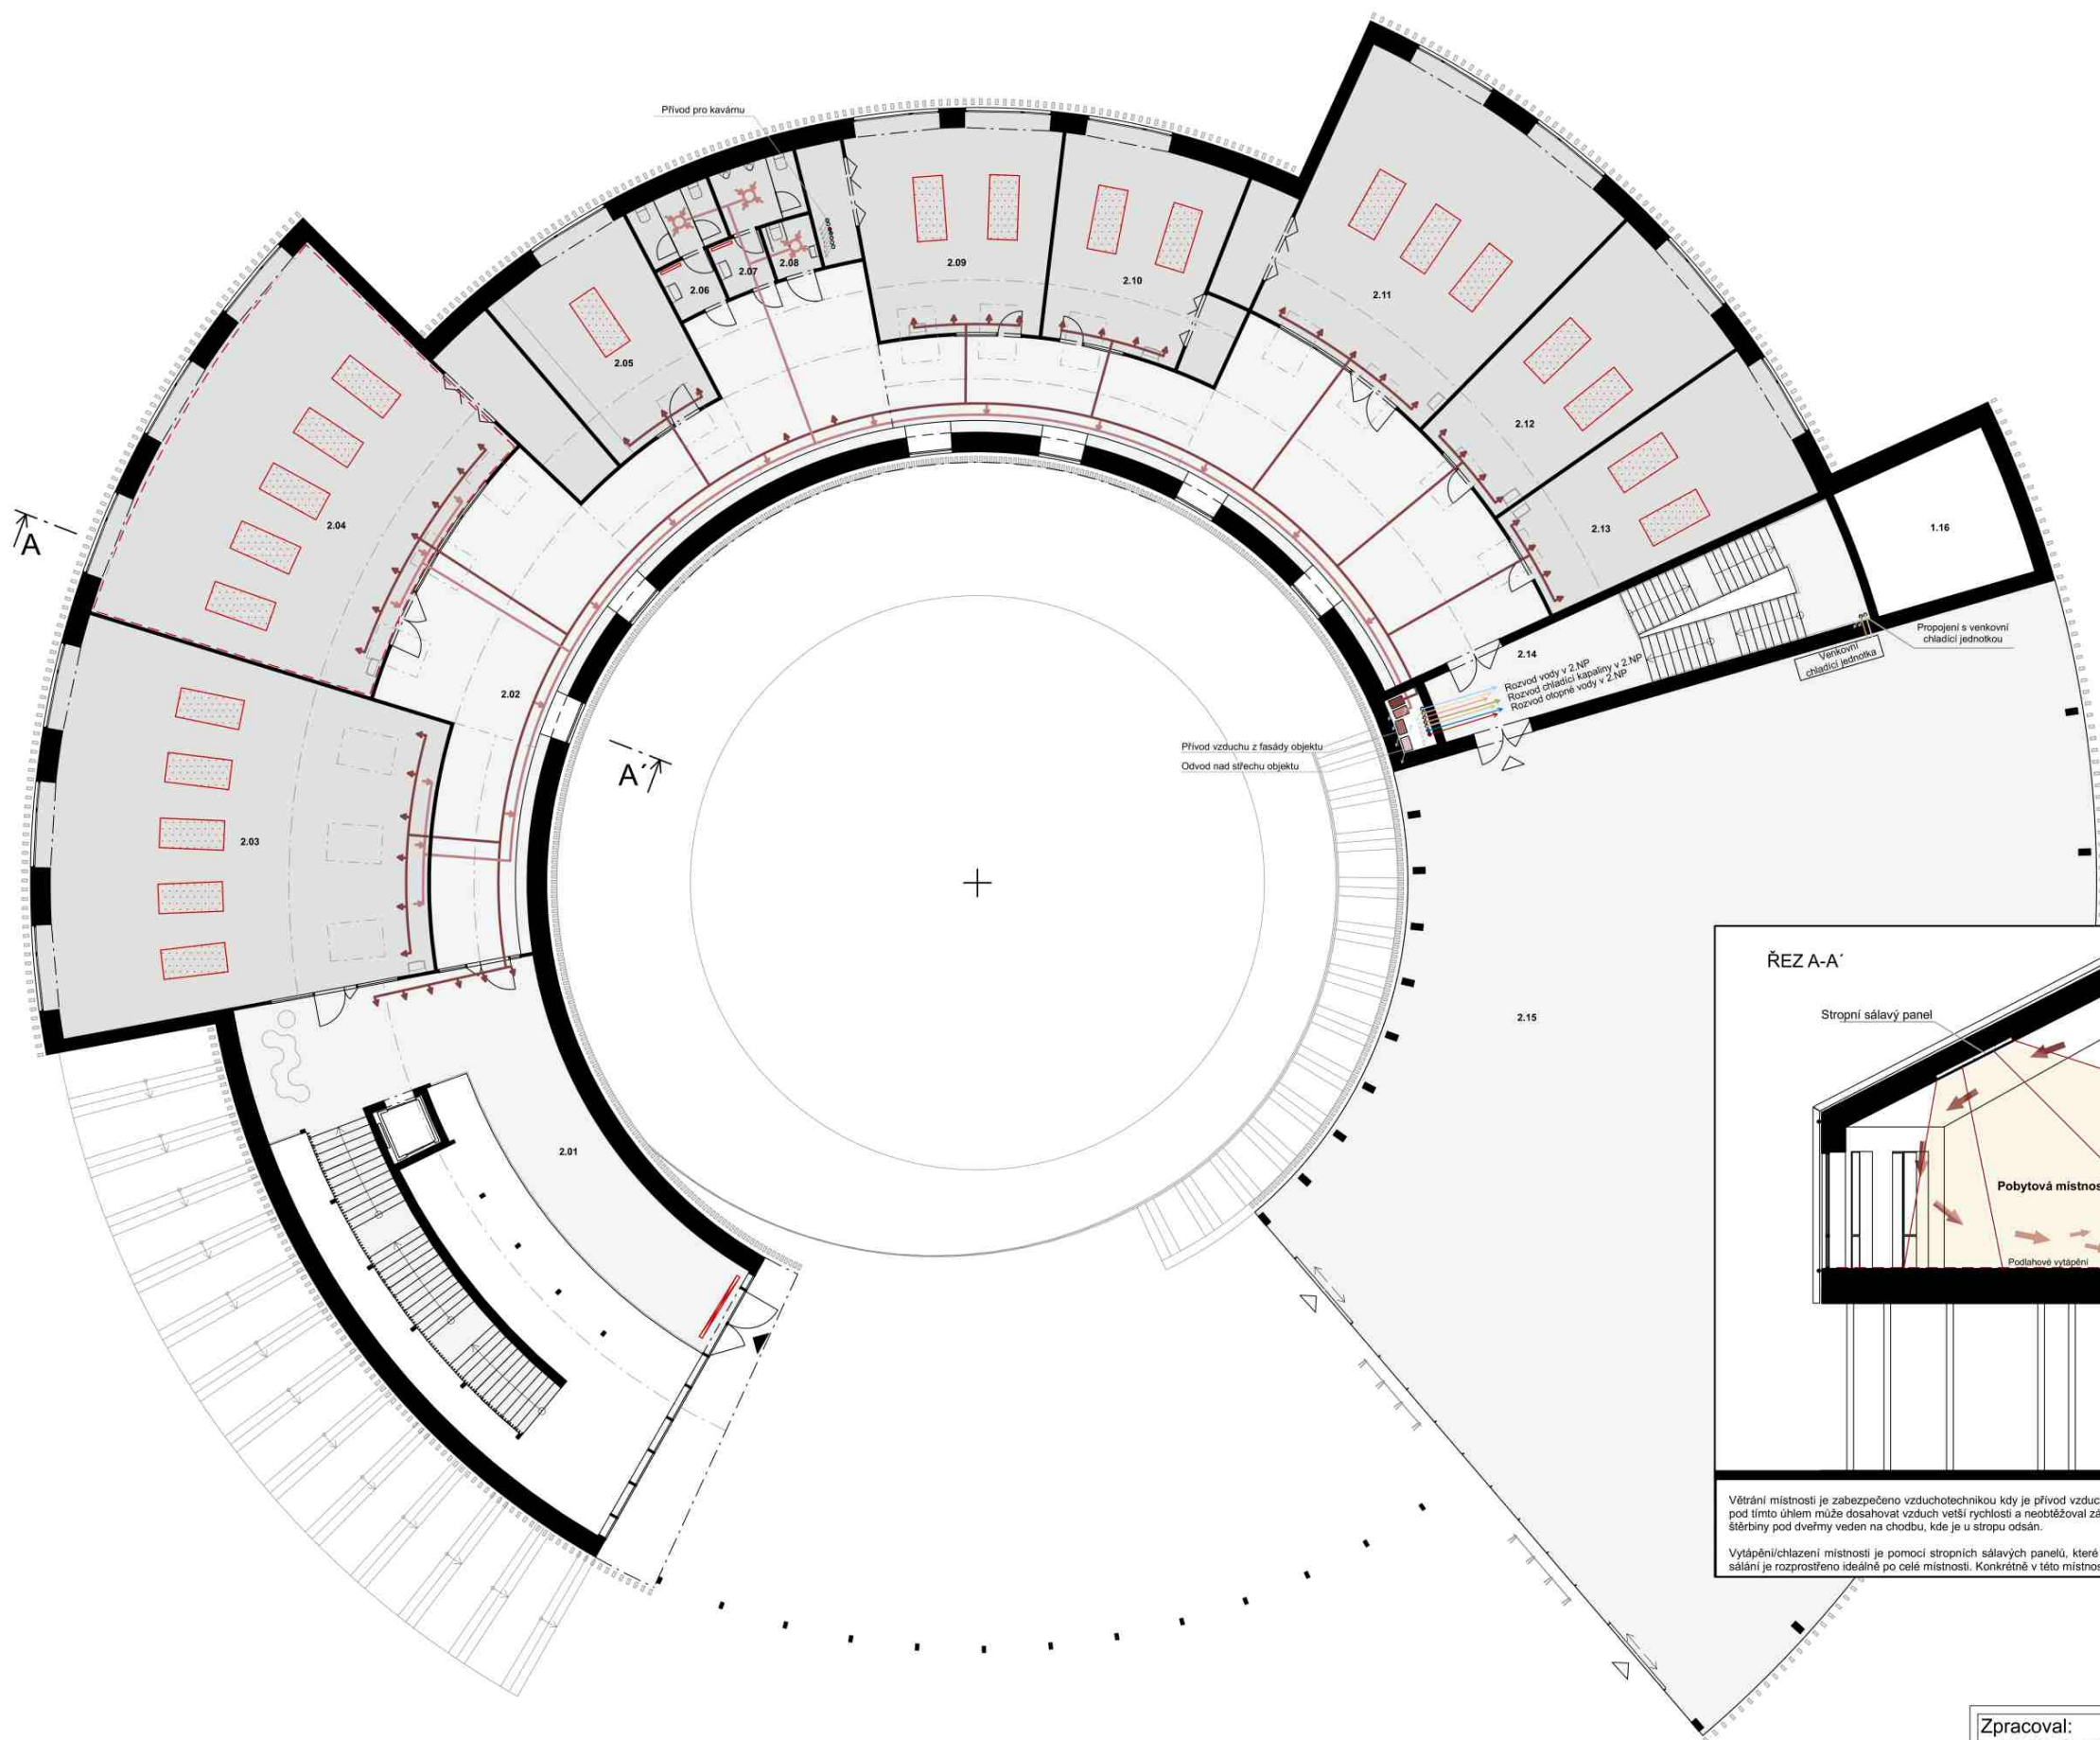 Přívod pro kavárnu
2.09
2.10
2.11
2.12
2.13
2.08
2.07
2.06
2.05
2.04
2.03
2.02
2.01
2.14
2.15
1.16
A
A´
Propojení s venkovní
chladící jednotkou
Venkovní
chladící jednotka
Rozvod vody v 2.NP
Rozvod chladící kapaliny v 2.NP
Rozvod otopné vody v 2.NP
Přívod vzduchu z fasády objektu
Odvod nad střechu objektu
ŘEZ A-A´
Stropní sálavý panel
Pobytová místnos
Podlahové vytápění
Větrání místnosti je zabezpečeno vzduchotechnikou kdy je přívod vzduc
pod tímto úhlem může dosahovat vzduch vetší rychlosti a neobtěžoval zá
štěrbiny pod dveřmy veden na chodbu, kde je u stropu odsán.
Vytápění/chlazení místnosti je pomocí stropních sálavých panelů, které
sálání je rozprostřeno ideálně po celé místnosti. Konkrétně v této místnos
Zpracoval: